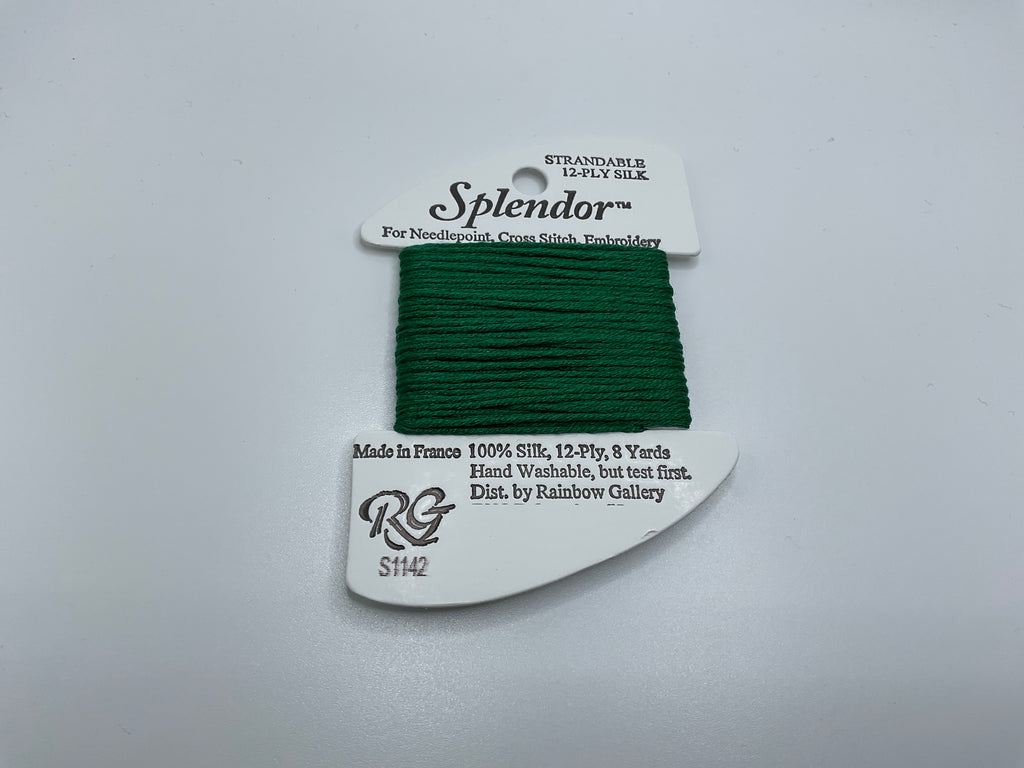 STRANDABLE
12-PLY SILK
Splendor™
For Needlepoint, Cross Stitch, Embroidery
Made in France 100% Silk, 12-Ply, 8 Yards
Hand Washable, but test first.
Dist. by Rainbow Gallery
RG
S1142